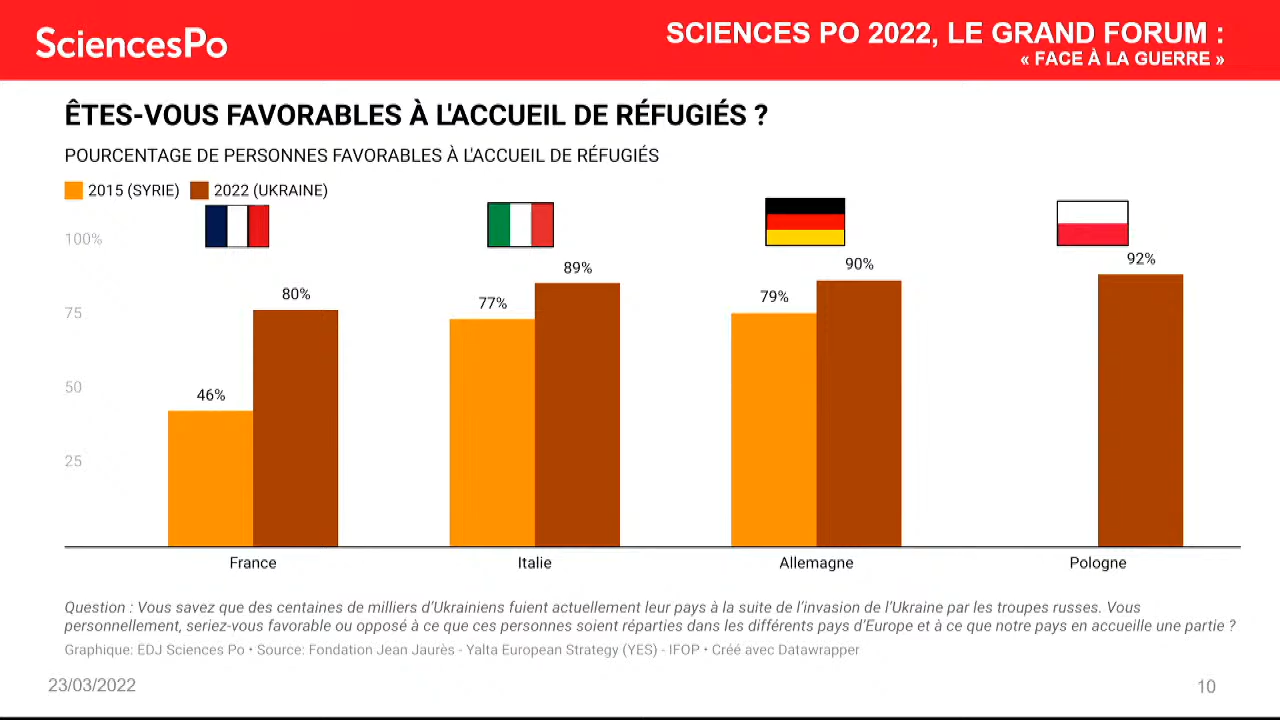 SciencesPo
SCIENCES PO 2022, LE GRAND FORUM :
« FACE À LA GUERRE »
ÊTES-VOUS FAVORABLES À L'ACCUEIL DE RÉFUGIÉS ?
POURCENTAGE DE PERSONNES FAVORABLES À L'ACCUEIL DE RÉFUGIÉS
2015 (SYRIE) 2022 (UKRAINE)
100%
75
50
25
46% 80%
77% 89%
79% 90%
92%
France Italie Allemagne Pologne
Question : Vous savez que des centaines de milliers d'Ukrainiens fuient actuellement leur pays à la suite de l'invasion de l'Ukraine par les troupes russes. Vous
personnellement, seriez-vous favorable ou opposé à ce que ces personnes soient réparties dans les différents pays d'Europe et à ce que notre pays en accueille une partie ?
Graphique: EDJ Sciences Po • Source: Fondation Jean Jaurès - Yalta European Strategy (YES) - IFOP • Créé avec Datawrapper
23/03/2022
10